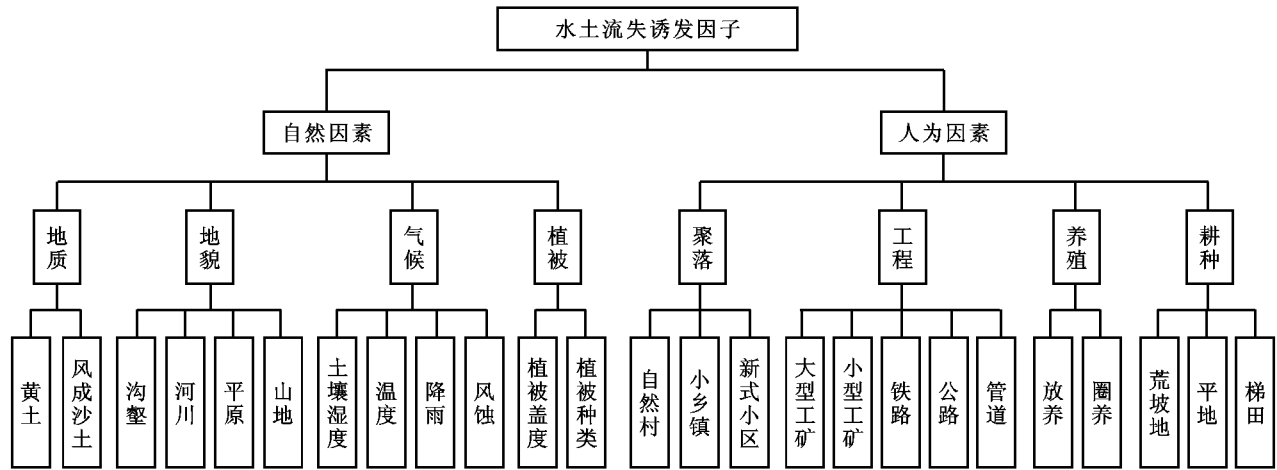 水土流失诱发因子
自然因素
人为因素
地质
地貌
气候
植被
聚落
工程
养殖
耕种
黄土
风成沙土
沟壑
河川
平原
山地
土壤湿度
温度
降雨
风蚀
植被盖度
植被种类
自然村
小乡镇
新式小区
大型工矿
小型工矿
铁路
公路
管道
放养
圈养
荒坡地
平地
梯田